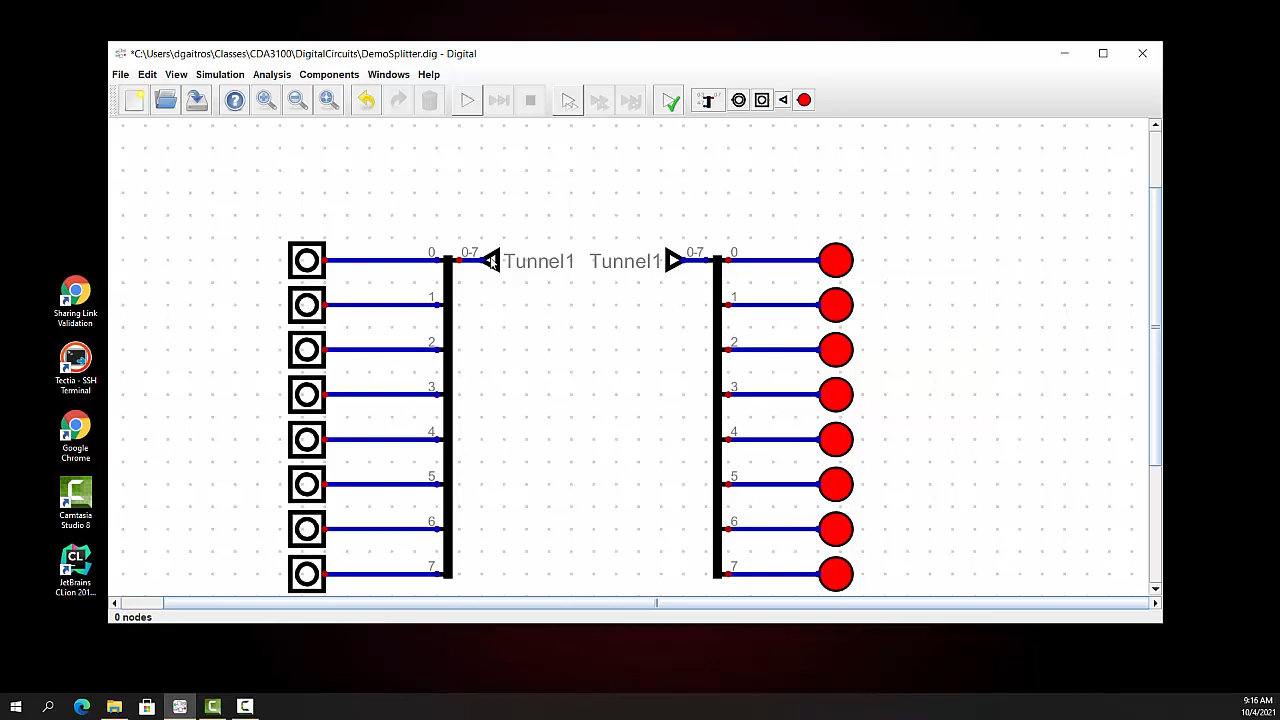 *C:\Users\dgaitros\Classes\CDA3100\DigitalCircuits\DemoSplitter.dig - Digital
File Edit View Simulation Analysis Components Windows Help
0 0-7 Tunnel1 Tunnel1 0-7 0
1 1
2 2
3 3
4 4
5 5
6 6
7 7
0 nodes
Sharing Link
Validation
Tectia - SSH
Terminal
Google
Chrome
Camtasia
Studio 8
JetBrains
CLion 201...
9:16 AM
10/4/2021